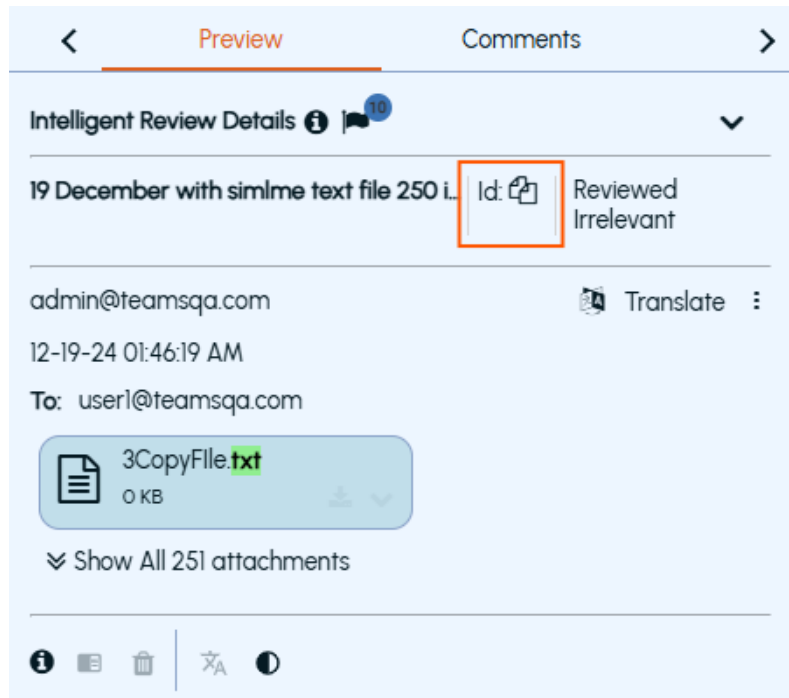 Preview Comments
Intelligent Review Details 10
19 December with simlme text file 250 i... Id: Reviewed Irrelevant
admin@teamsqa.com Translate
12-19-24 01:46:19 AM
To: user1@teamsqa.com
3CopyFIle.txt
0 KB
Show All 251 attachments